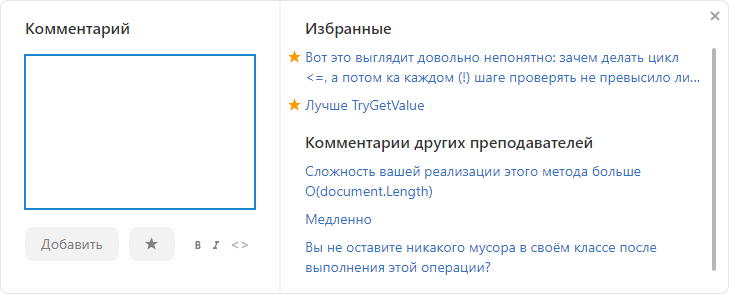 Комментарий
Добавить
B I <>
Избранные
Вот это выглядит довольно непонятно: зачем делать цикл
<=, а потом ка каждом (!) шаге проверять не превысило ли...
Лучше TryGetValue
Комментарии других преподавателей
Сложность вашей реализации этого метода больше
O(document.Length)
Медленно
Вы не оставите никакого мусора в своём классе после
выполнения этой операции?